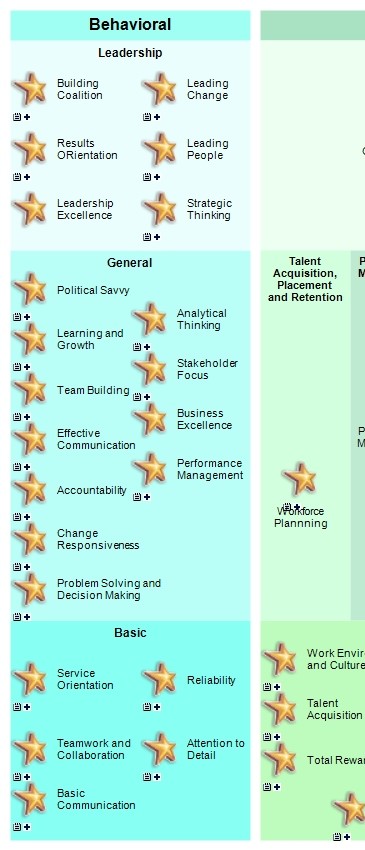 Behavioral
Leadership
Building
Coalition
Leading
Change
Results
ORientation
Leading
People
Leadership
Excellence
Strategic
Thinking
General
Political Savvy
Analytical
Thinking
Learning and
Growth
Stakeholder
Focus
Team Building
Business
Excellence
Effective
Communication
Performance
Management
Accountability
Change
Responsiveness
Problem Solving and
Decision Making
Basic
Service
Orientation
Reliability
Teamwork and
Collaboration
Attention to
Detail
Basic
Communication
Talent
Acquisition,
Placement
and Retention
Workforce
Plannning
Work Envir
and Culture
Talent
Acquisition
Total Rewar